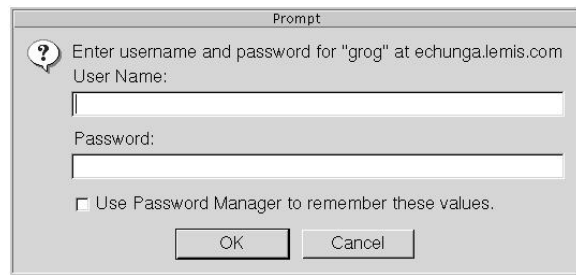 Prompt
Enter username and password for "grog" at echunga.lemis.com
User Name:
Password:
Use Password Manager to remember these values.
OK
Cancel